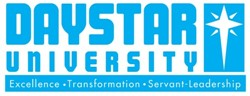 DAYSTAR
UNIVERSITY
Excellence • Transformation • Servant-Leadership